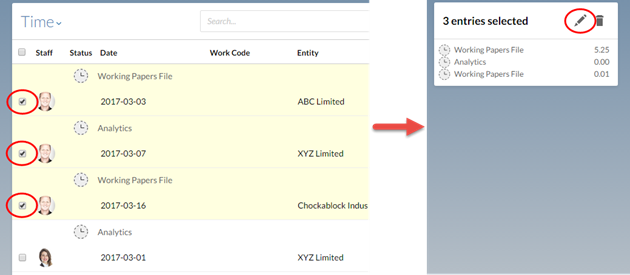 Time
Search...
Staff Status Date Work Code Entity
Working Papers File
2017-03-03 ABC Limited
Analytics
2017-03-07 XYZ Limited
Working Papers File
2017-03-16 Chockablock Indus
Analytics
2017-03-01 XYZ Limited
3 entries selected
Working Papers File 5.25
Analytics 0.00
Working Papers File 0.01